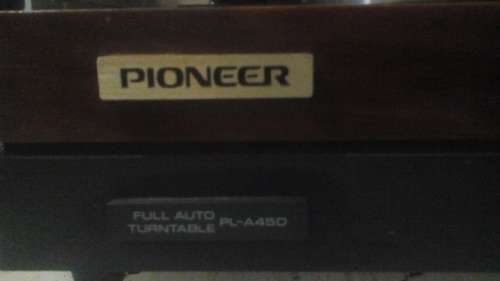 PIONEER
FULL AUTO
TURNTABLE PL-A450